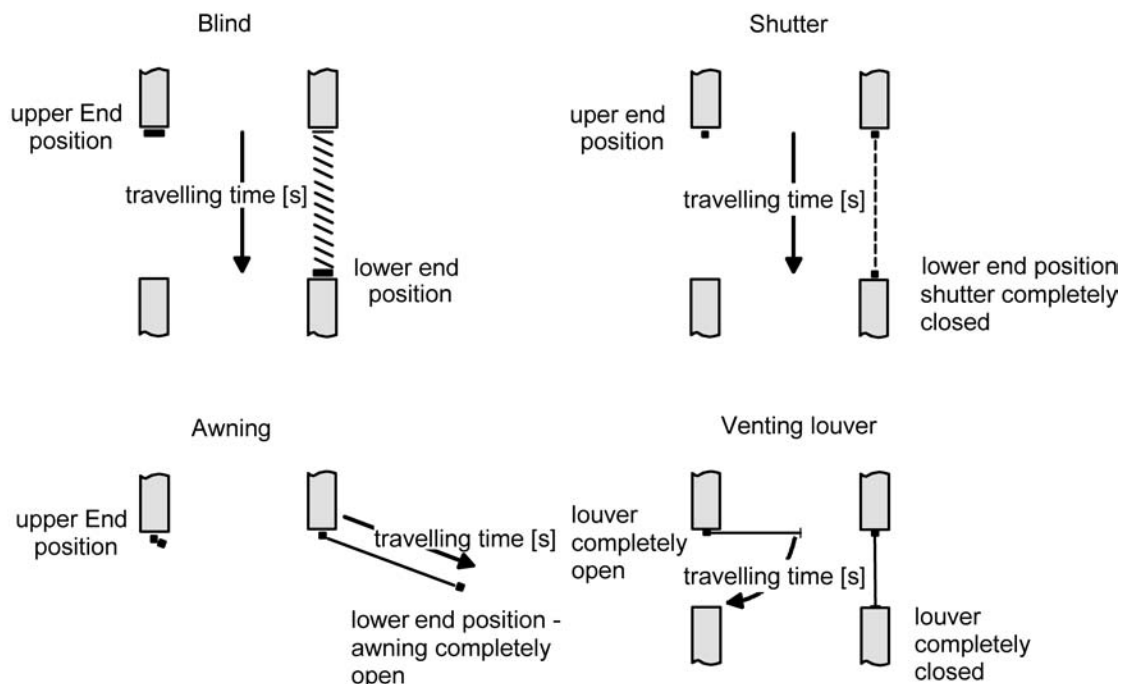 Blind
upper End
position
travelling time [s]
lower end
position
Shutter
uper end
position
travelling time [s]
lower end position
shutter completely
closed
Awning
upper End
position
travelling time [s]
lower end position -
awning completely
open
Venting louver
louver
completely
open
travelling time [s]
louver
completely
closed